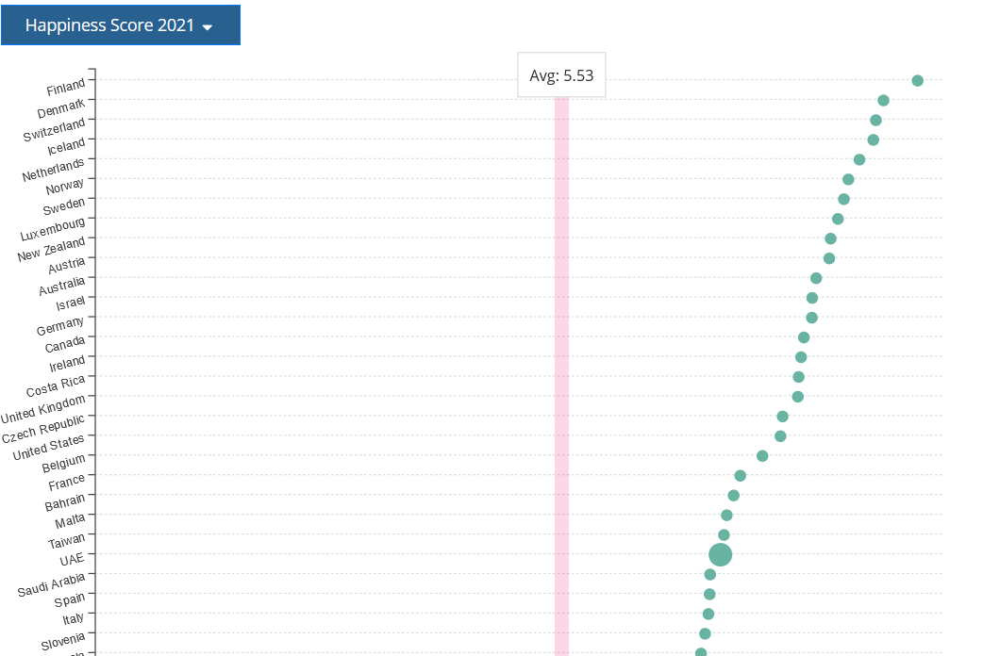 Happiness Score 2021
Avg: 5.53
Finland
Denmark
Switzerland
Iceland
Netherlands
Norway
Sweden
Luxembourg
New Zealand
Austria
Australia
Israel
Germany
Canada
Ireland
Costa Rica
United Kingdom
Czech Republic
United States
Belgium
France
Bahrain
Malta
Taiwan
UAE
Saudi Arabia
Spain
Italy
Slovenia